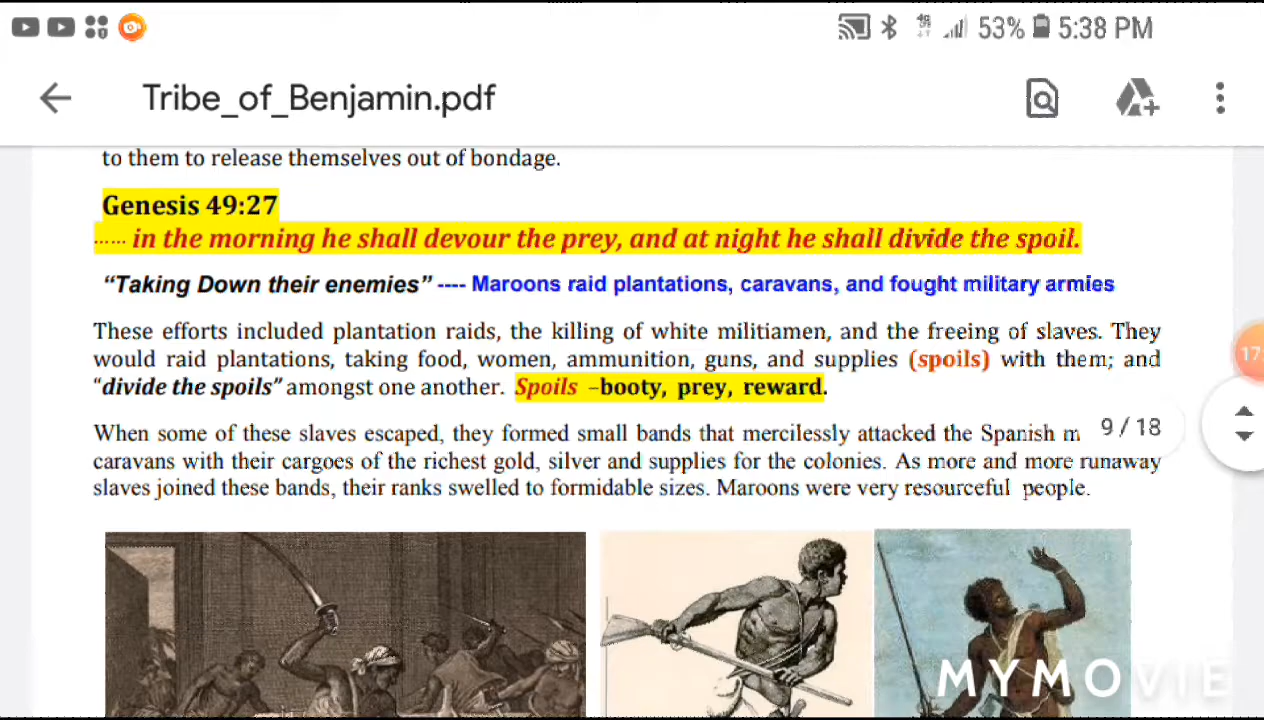 53% 5:38 PM
Tribe_of_Benjamin.pdf
to them to release themselves out of bondage.
Genesis 49:27
...... in the morning he shall devour the prey, and at night he shall divide the spoil.
“Taking Down their enemies” ---- Maroons raid plantations, caravans, and fought military armies
These efforts included plantation raids, the killing of white militiamen, and the freeing of slaves. They
would raid plantations, taking food, women, ammunition, guns, and supplies (spoils) with them; and
“divide the spoils” amongst one another. Spoils –booty, prey, reward.
When some of these slaves escaped, they formed small bands that mercilessly attacked the Spanish m
9 / 18
17
caravans with their cargoes of the richest gold, silver and supplies for the colonies. As more and more runaway
slaves joined these bands, their ranks swelled to formidable sizes. Maroons were very resourceful people.
MYMOVIE